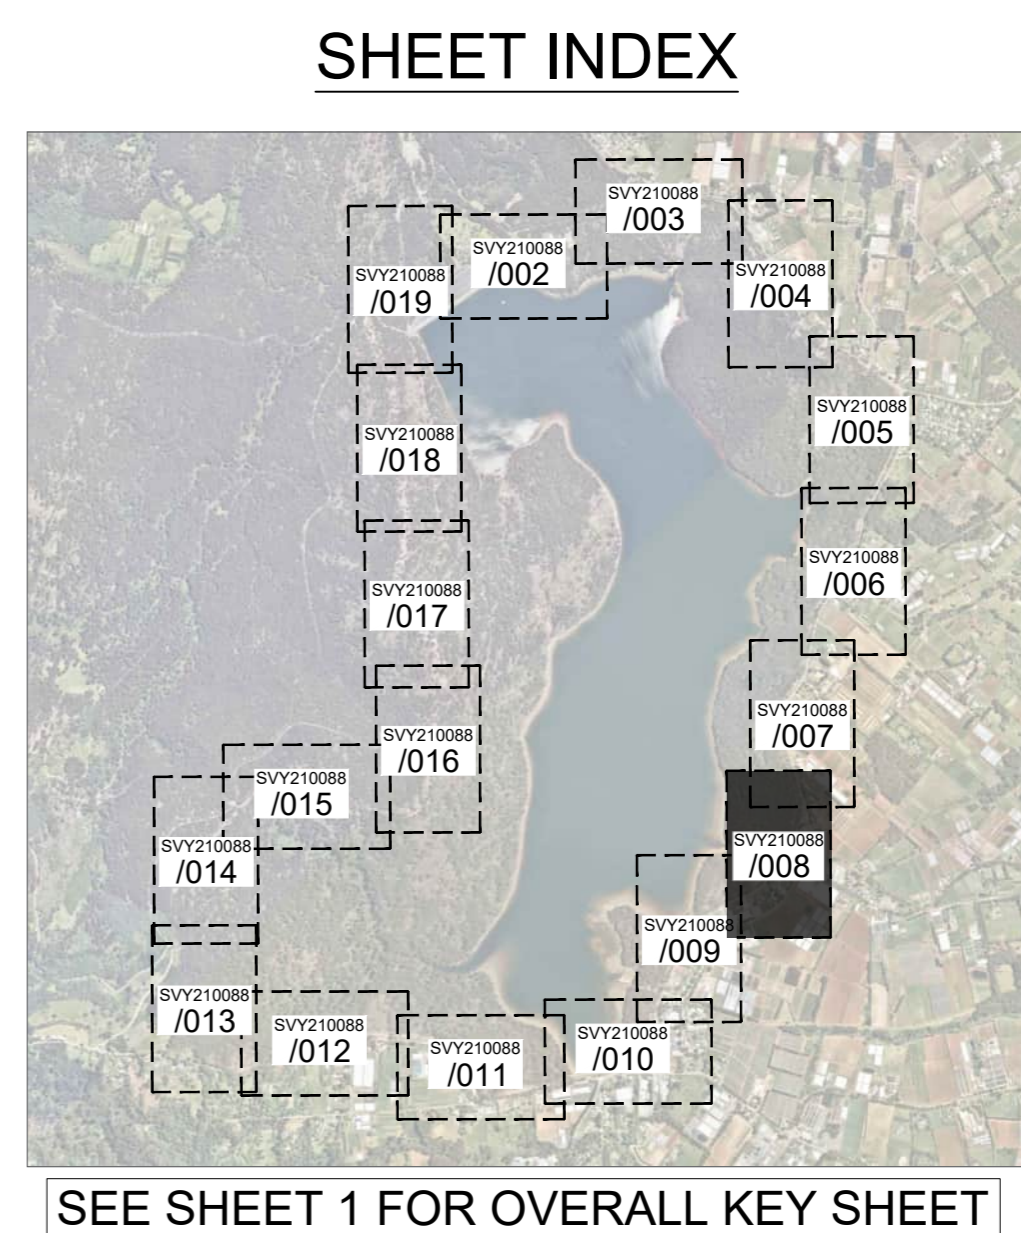 SHEET INDEX
SVY210088
/003
SVY210088
/002
SVY210088
/019
SVY210088
/004
SVY210088
/005
SVY210088
/018
SVY210088
/006
SVY210088
/017
SVY210088
/007
SVY210088
/016
SVY210088
/015
SVY210088
/008
SVY210088
/014
SVY210088
/009
SVY210088
/013
SVY210088
/012
SVY210088
/011
SVY210088
/010
SEE SHEET 1 FOR OVERALL KEY SHEET